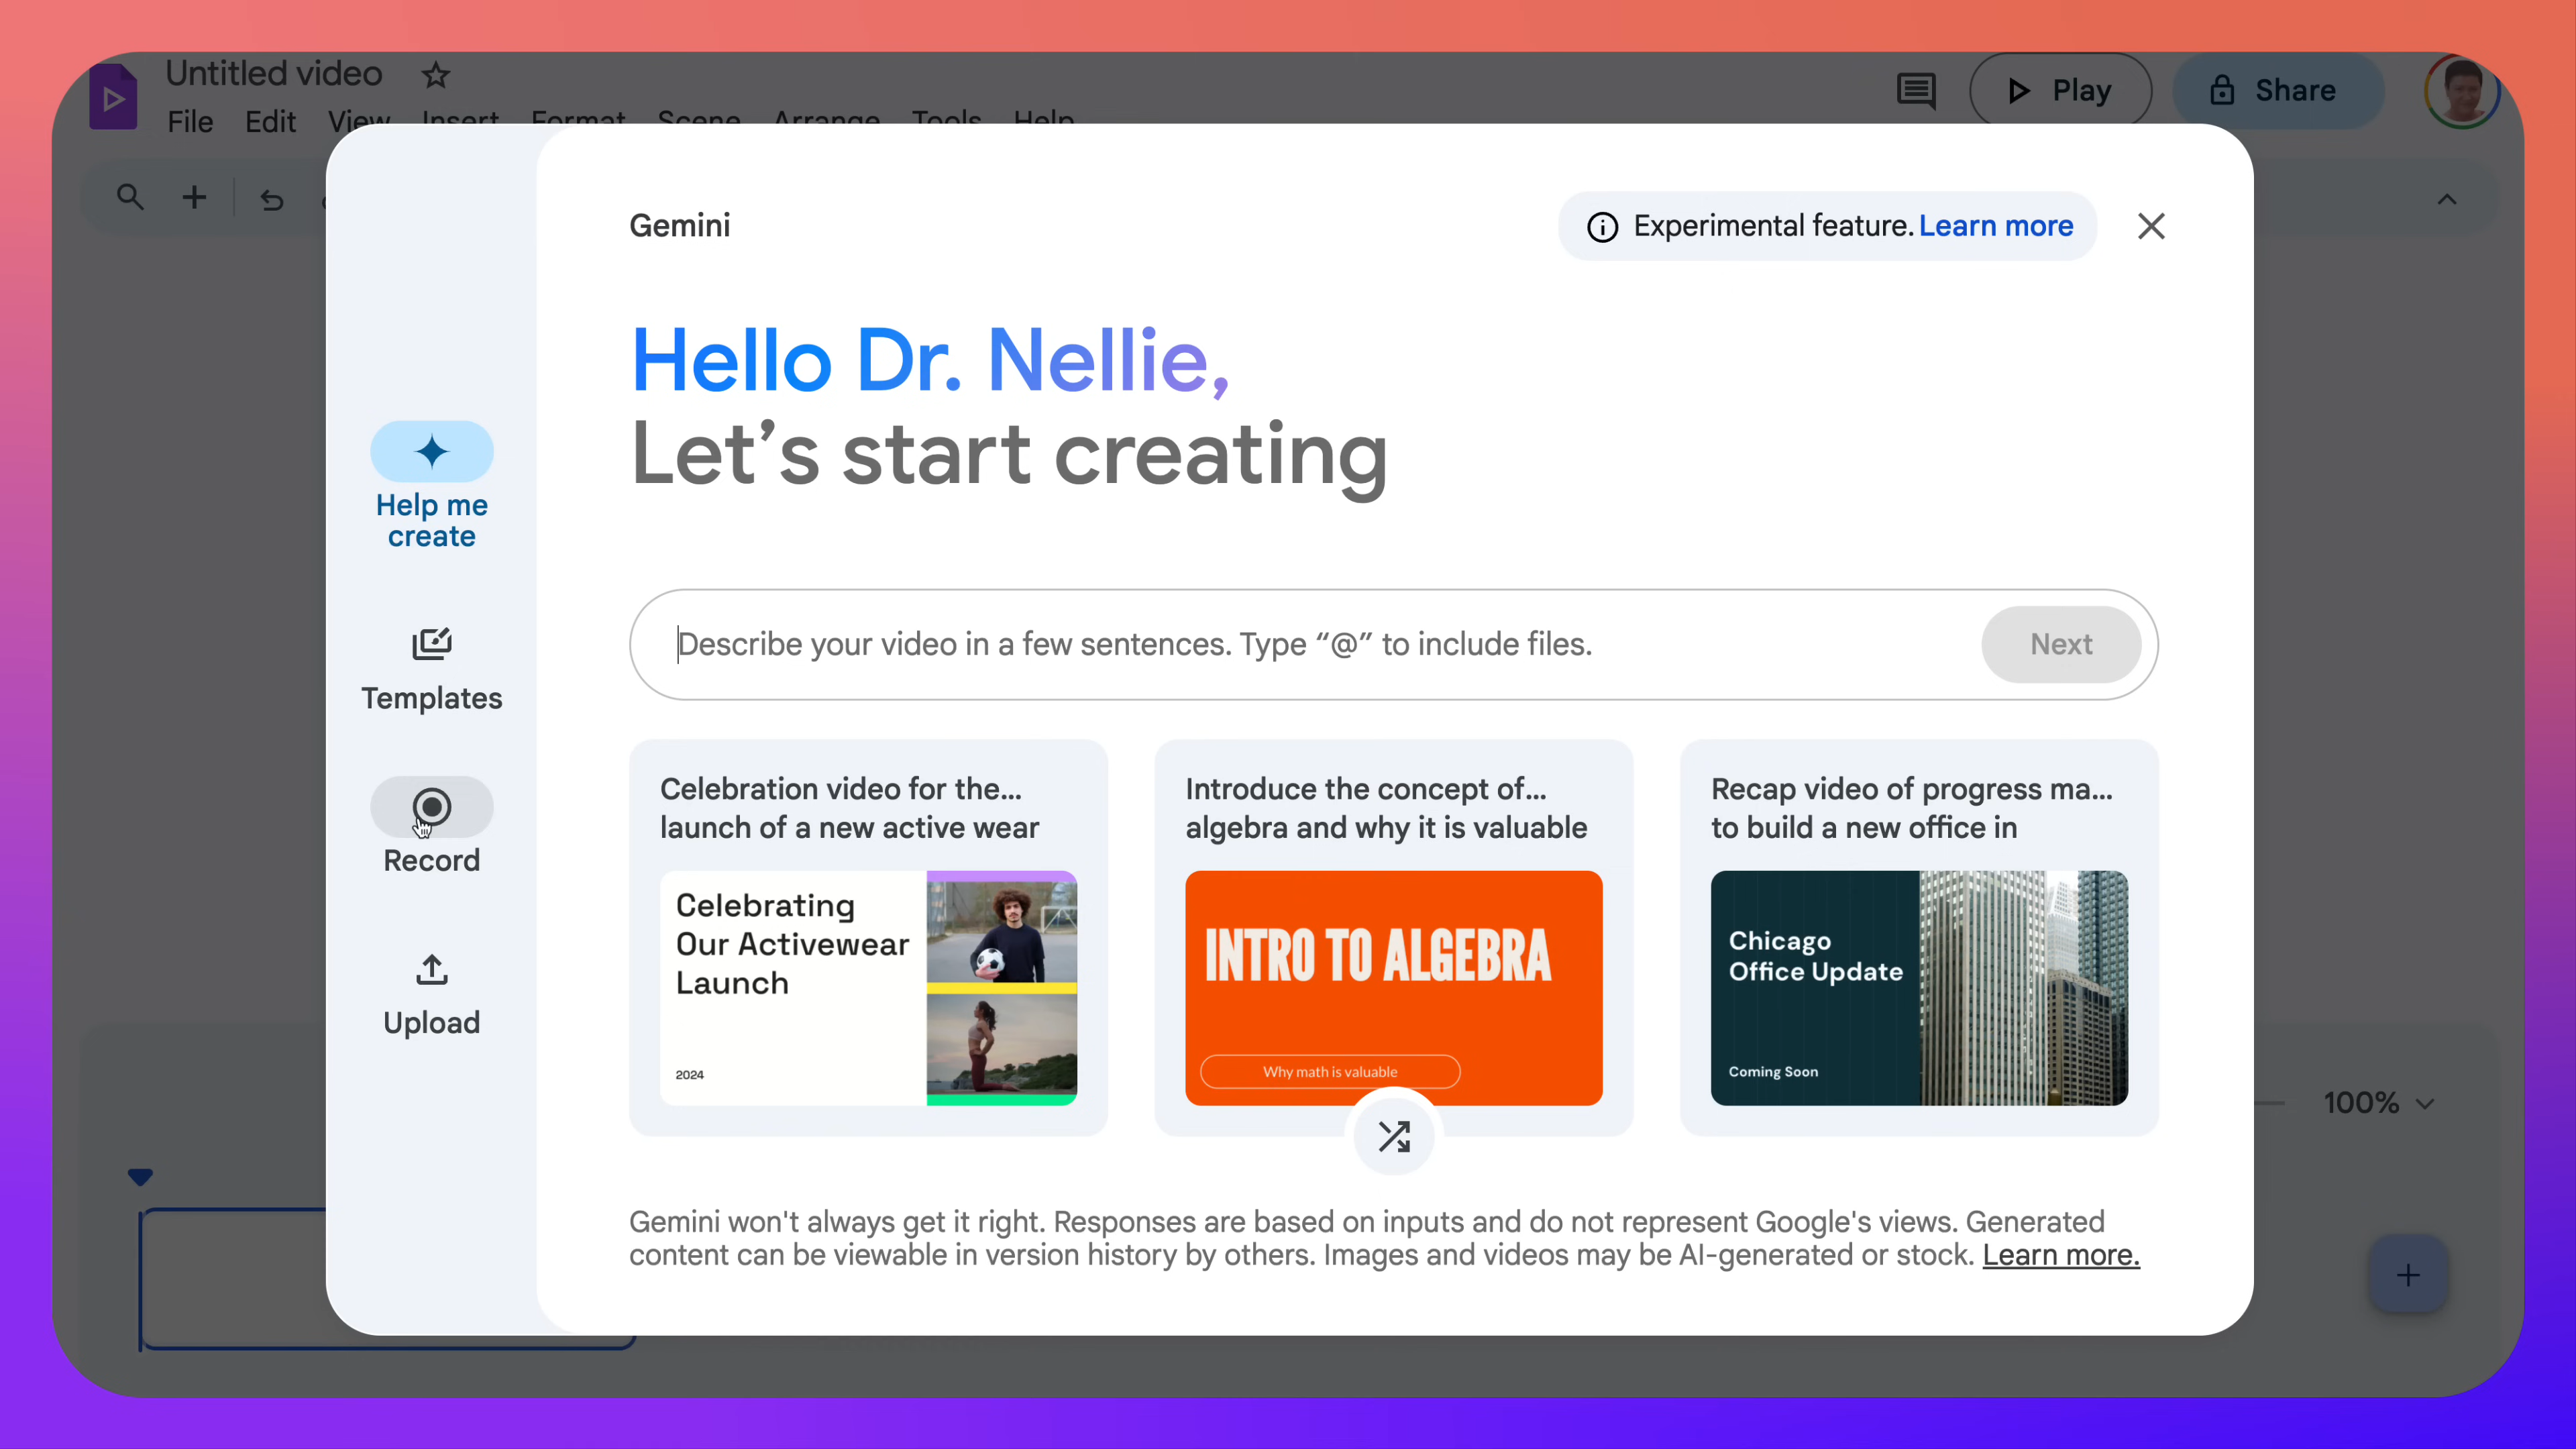 Untitled video
File Edit View Insert Format Scene Arrange Tools Help
Play
Share
Gemini
Experimental feature. Learn more
Hello Dr. Nellie,
Let’s start creating
Help me
create
Templates
Record
Upload
Describe your video in a few sentences. Type “@” to include files.
Next
Celebration video for the...
launch of a new active wear
Celebrating
Our Activewear
Launch
2024
Introduce the concept of...
algebra and why it is valuable
INTRO TO ALGEBRA
Why math is valuable
Recap video of progress ma...
to build a new office in
Chicago
Office Update
Coming Soon
100%
Gemini won't always get it right. Responses are based on inputs and do not represent Google's views. Generated
content can be viewable in version history by others. Images and videos may be AI-generated or stock. Learn more.